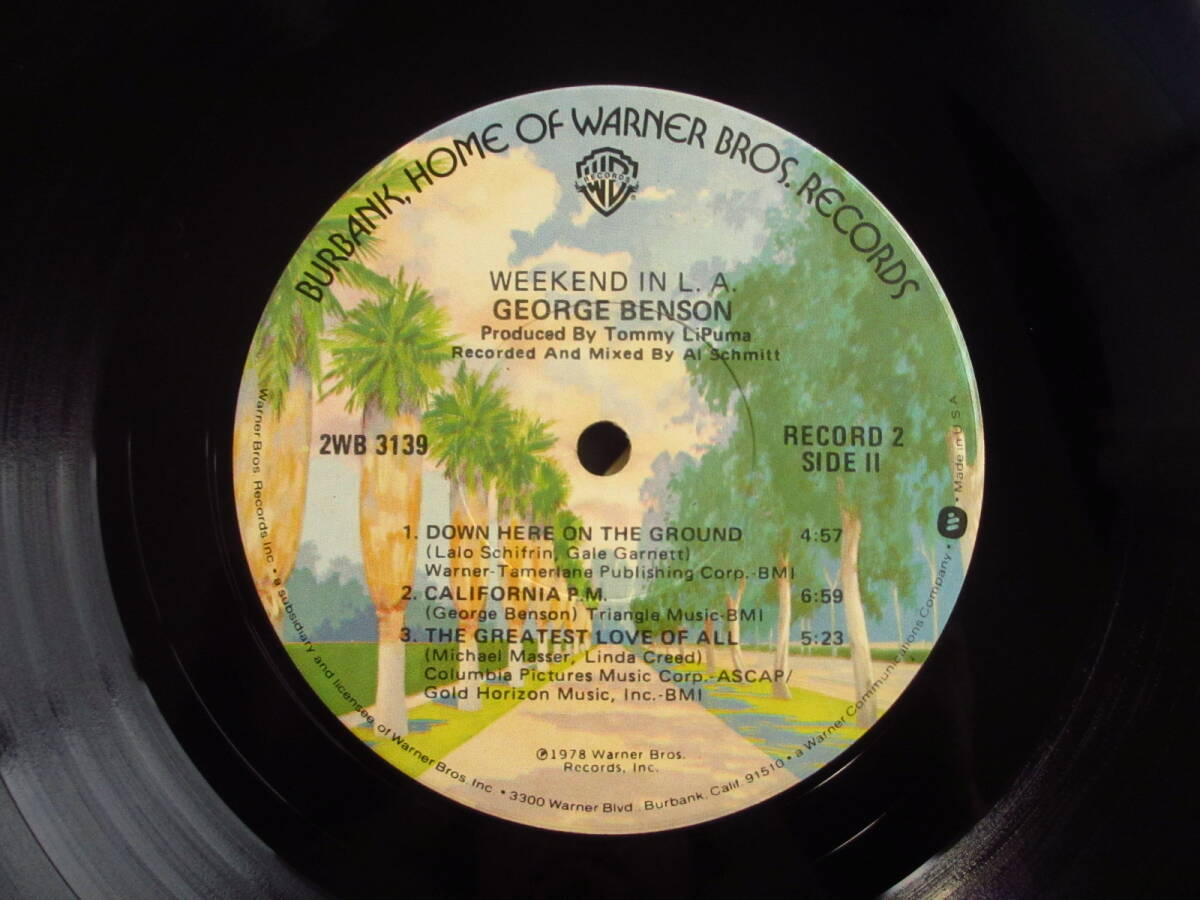 BURBANK, HOME OF WARNER BROS. RECORDS
RECORDS
WEEKEND IN L. A.
GEORGE BENSON
Produced By Tommy LiPuma
Recorded And Mixed By Al Schmitt
2WB 3139
RECORD 2
SIDE II
1. DOWN HERE ON THE GROUND 4:57
(Lalo Schifrin, Gale Garnett)
Warner-Tamerlane Publishing Corp.-BMI
2. CALIFORNIA P.M. 6:59
(George Benson) Triangle Music-BMI
3. THE GREATEST LOVE OF ALL 5:23
(Michael Masser, Linda Creed)
Columbia Pictures Music Corp.-ASCAP/
Gold Horizon Music, Inc.-BMI
℗1978 Warner Bros.
Records, Inc.
Warner Bros. Records Inc. • a subsidiary and licensee of Warner Bros. Inc. • 3300 Warner Blvd., Burbank, Calif. 91510 • a Warner Communications Company • Made in U.S.A.